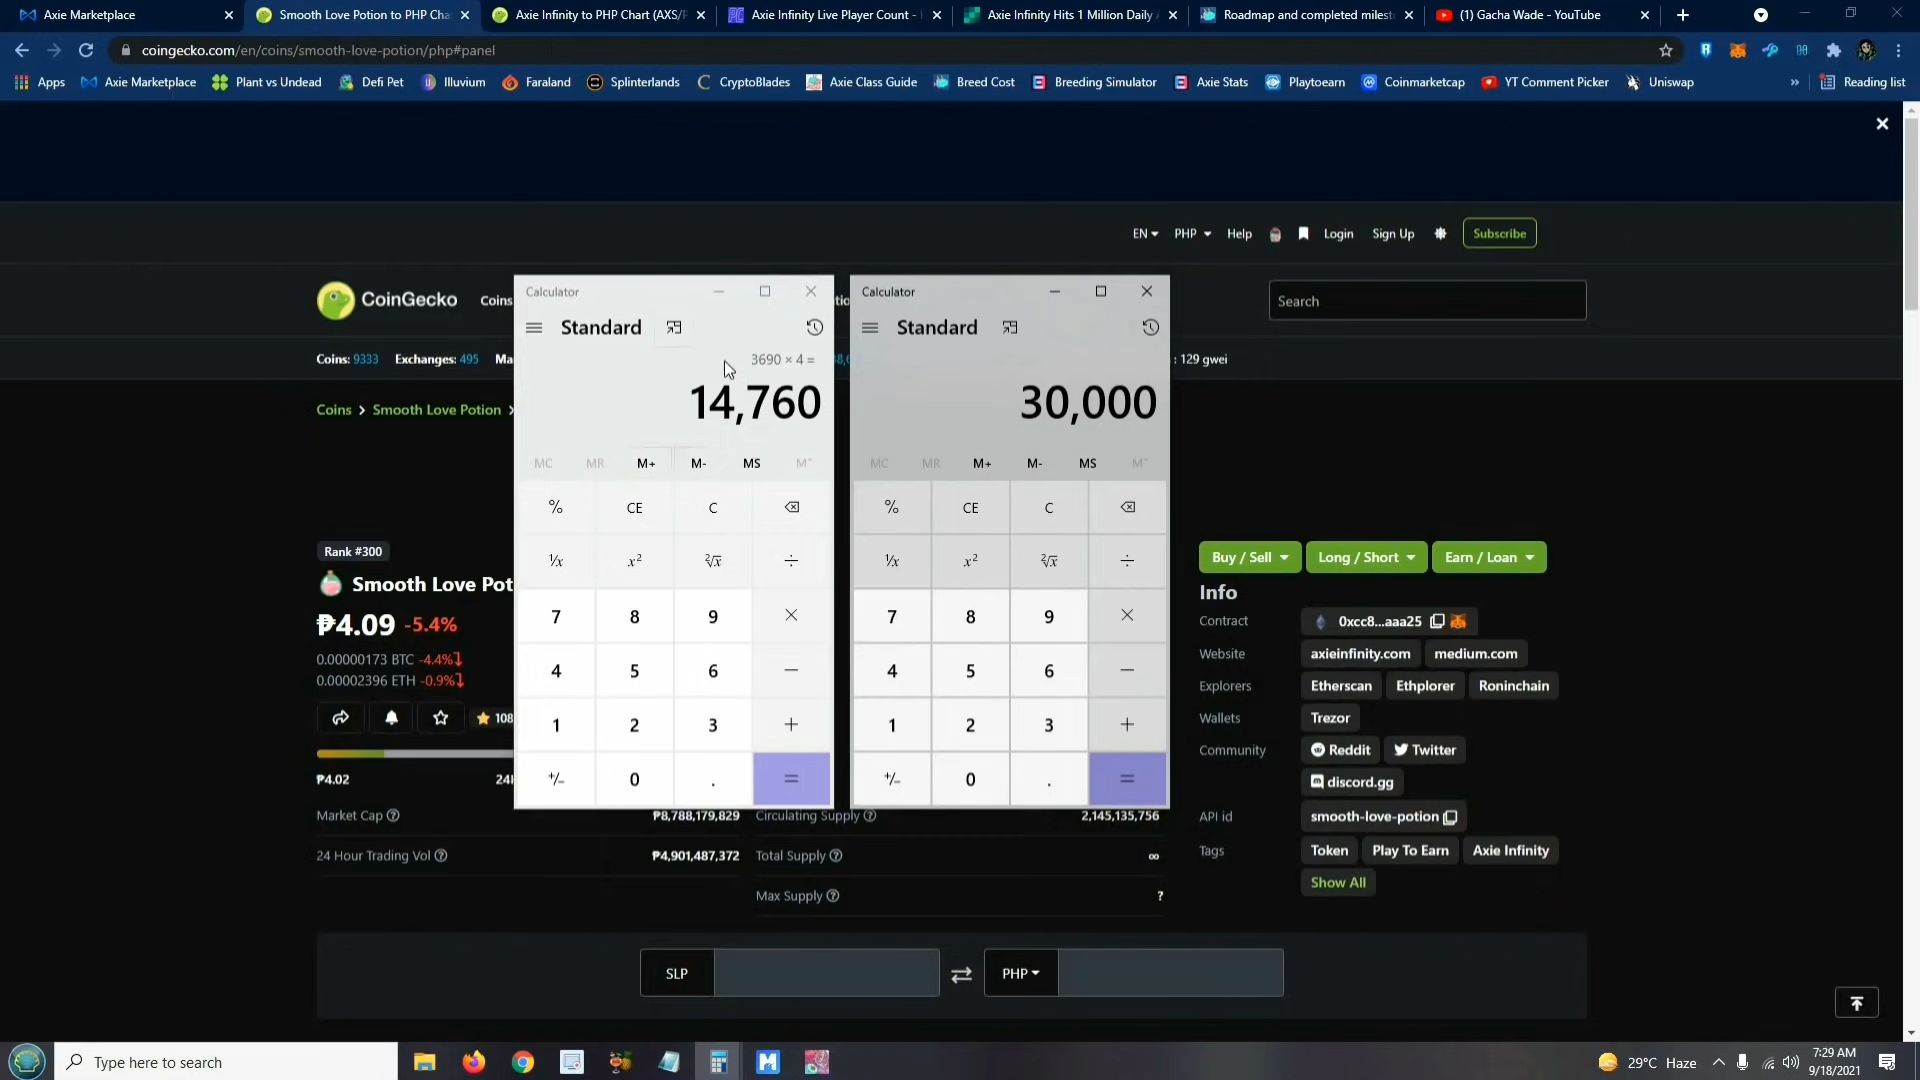 Axie Marketplace
Smooth Love Potion to PHP Cha
Axie Infinity to PHP Chart (AXS/P
Axie Infinity Live Player Count -
Axie Infinity Hits 1 Million Daily
Roadmap and completed milest
(1) Gacha Wade - YouTube
coingecko.com/en/coins/smooth-love-potion/php#panel
Apps
Axie Marketplace
Plant vs Undead
Defi Pet
Illuvium
Faraland
Splinterlands
CryptoBlades
Axie Class Guide
Breed Cost
Breeding Simulator
Axie Stats
Playtoearn
Coinmarketcap
YT Comment Picker
Uniswap
»
Reading list
EN
PHP
Help
Login
Sign Up
Subscribe
CoinGecko
Coins
Search
Coins: 9333
Exchanges: 495
: 129 gwei
Coins > Smooth Love Potion >
Calculator
Standard
3690 × 4 =
14,760
MC MR M+ M- MS M˅
% CE C
¹/x x² ²√x ÷
7 8 9 ×
4 5 6 −
1 2 3 +
+/− 0 . =
Calculator
Standard
30,000
MC MR M+ M- MS M˅
% CE C
¹/x x² ²√x ÷
7 8 9 ×
4 5 6 −
1 2 3 +
+/− 0 . =
Rank #300
Smooth Love Pot
₱4.09 -5.4%
0.00000173 BTC -4.4%
0.00002396 ETH -0.9%
108
₱4.02
24H
Market Cap
₱8,788,179,829
24 Hour Trading Vol
₱4,901,487,372
Circulating Supply
2,145,135,756
Total Supply
∞
Max Supply
?
Buy / Sell
Long / Short
Earn / Loan
Info
Contract
0xcc8...aaa25
Website
axieinfinity.com
medium.com
Explorers
Etherscan
Ethplorer
Roninchain
Wallets
Trezor
Community
Reddit
Twitter
discord.gg
API id
smooth-love-potion
Tags
Token
Play To Earn
Axie Infinity
Show All
SLP
PHP
Type here to search
29°C Haze
7:29 AM
9/18/2021